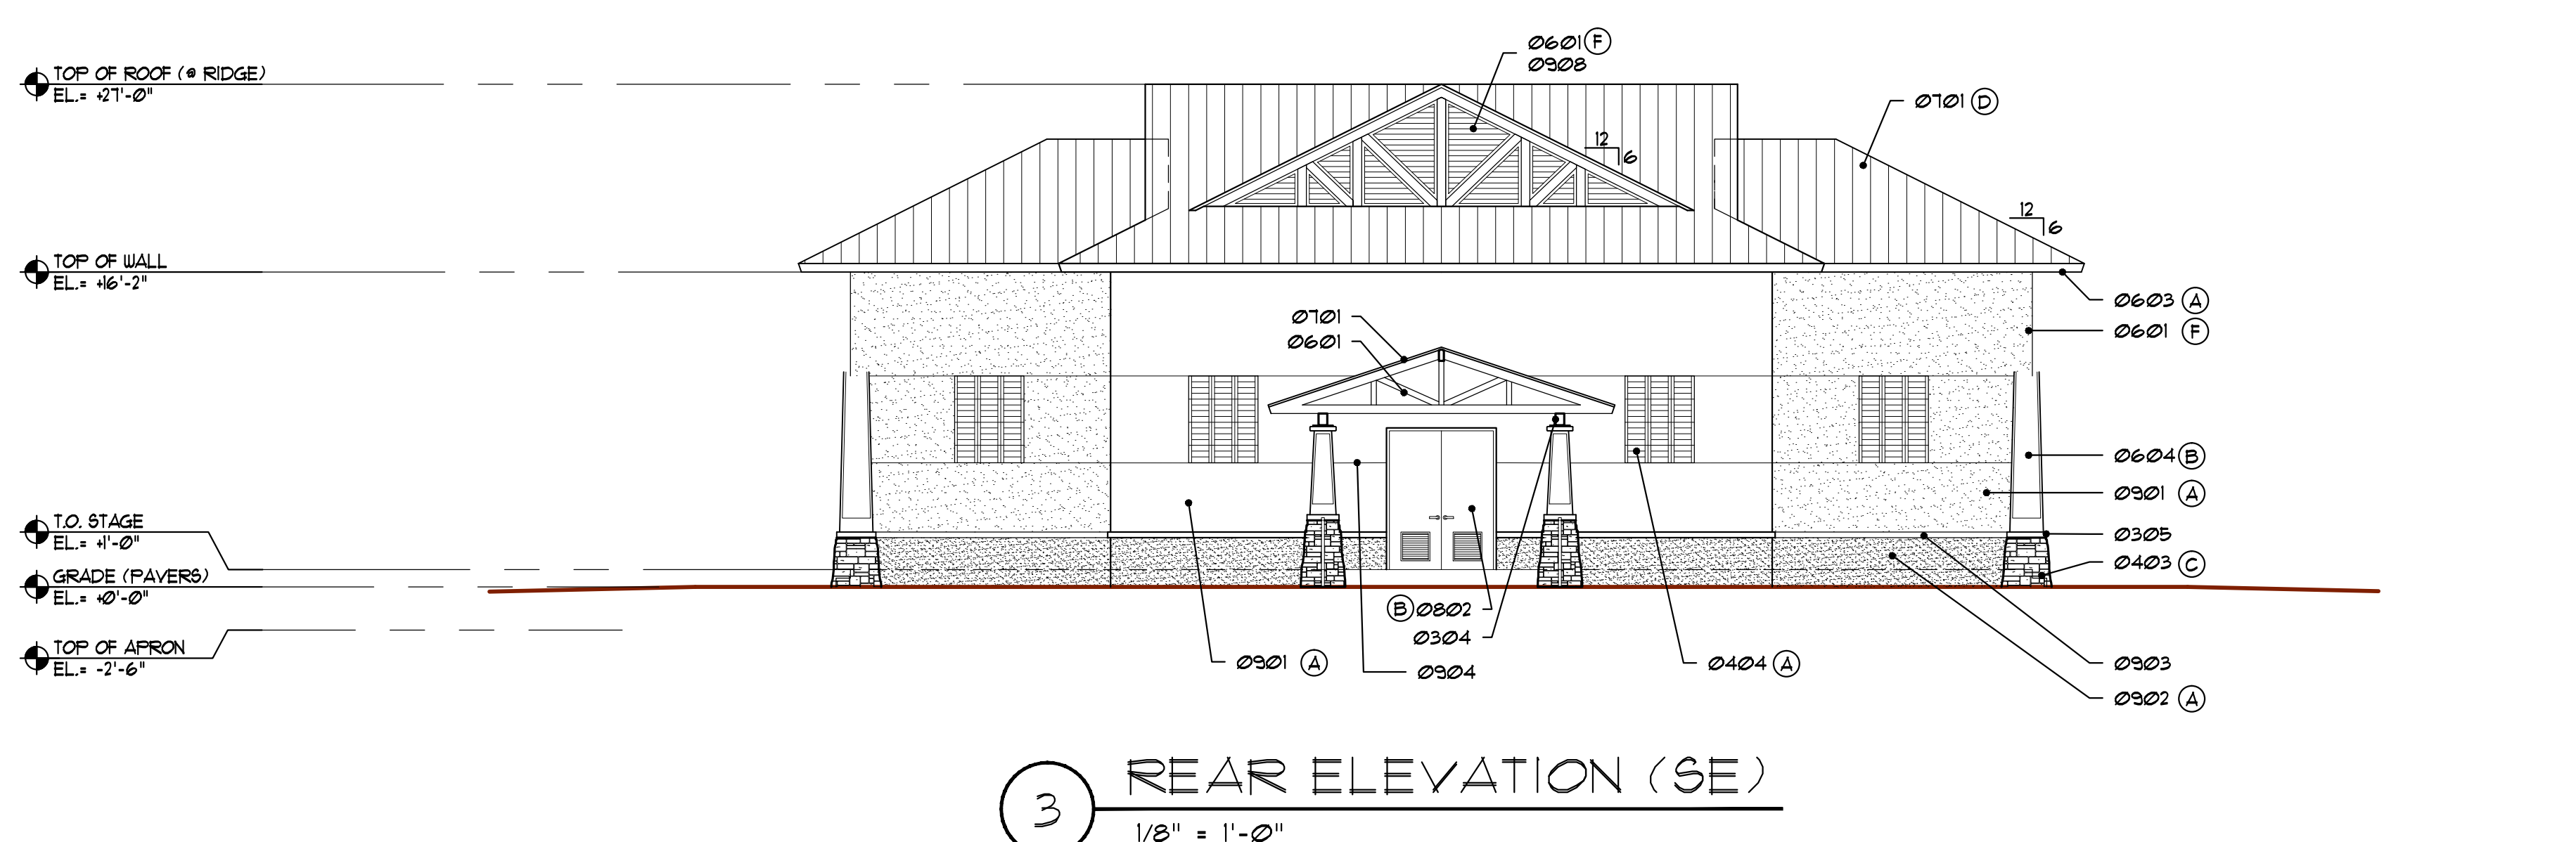 TOP OF ROOF (@ RIDGE)
EL.= +27'-0"
TOP OF WALL
EL.= +16'-2"
T.O. STAGE
EL.= +1'-0"
GRADE (PAVERS)
EL.= +0'-0"
TOP OF APRON
EL.= -2'-6"
0601 F
0908
0701 D
12
6
12
6
0603 A
0601 F
0701
0601
0604 B
0901 A
0305
0403 C
B 0802
0304
0901 A
0904
0404 A
0903
0902 A
3
REAR ELEVATION (SE)
1/8" = 1'-0"